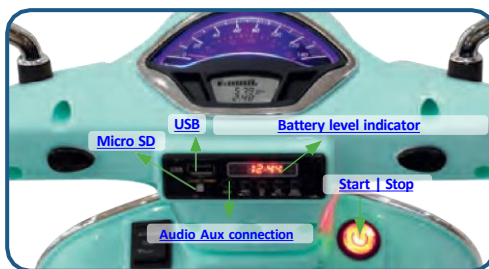 USB
Battery level indicator
Micro SD
12:44
Start | Stop
Audio Aux connection